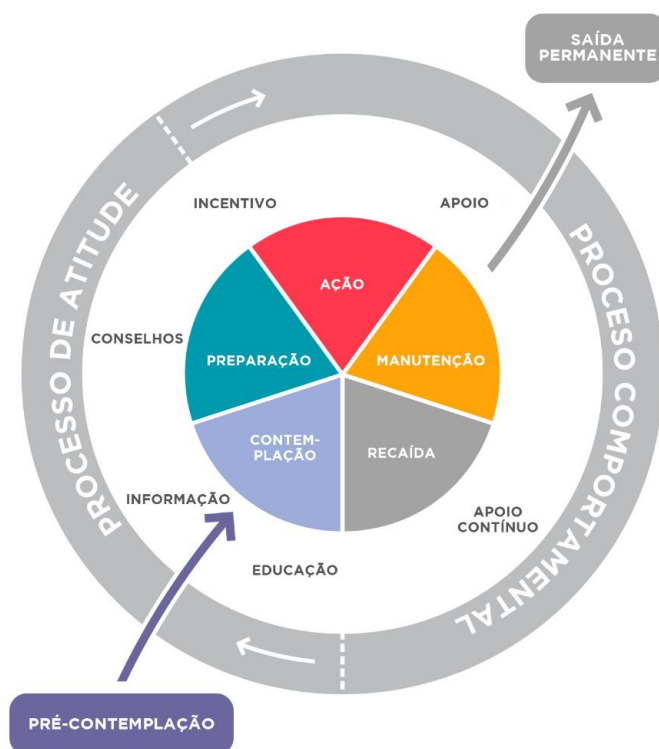 SAÍDA
PERMANENTE
INCENTIVO
APOIO
PROCESSO DE ATITUDE
PROCESO COMPORTAMENTAL
AÇÃO
CONSELHOS
PREPARAÇÃO
MANUTENÇÃO
CONTEM-
PLAÇÃO
RECAÍDA
INFORMAÇÃO
APOIO
CONTÍNUO
EDUCAÇÃO
PRÉ-CONTEMPLAÇÃO